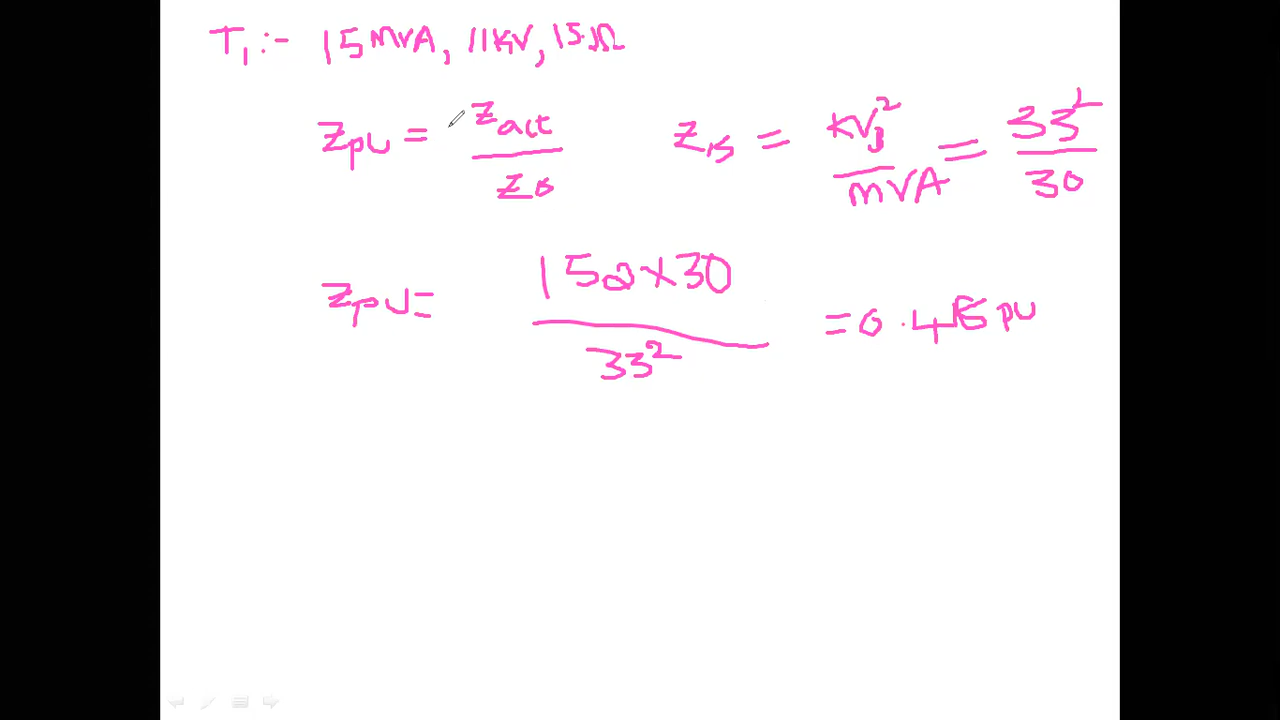 T₁ :- 15 MVA, 11KV, 15Ω
Zpu = Zact / ZB ZB = KVB² / MVA = 33² / 30
Zpu = 15Ω×30 / 33² = 0.415 pu